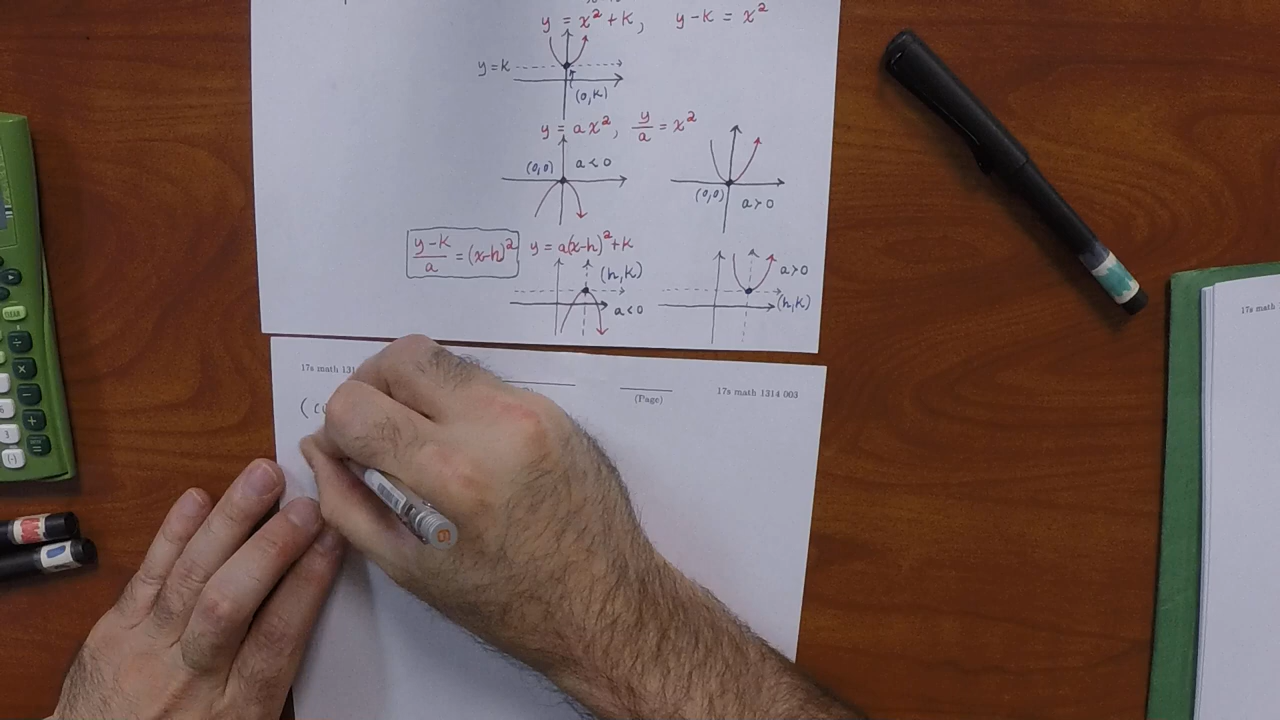 y = x² + k, y-k = x²
y=k
(0,k)
y = ax², y/a = x²
(0,0) a<0
(0,0) a>0
(y-k)/a = (x-h)² y = a(x-h)²+k
(h,k) a>0
a<0 (h,k)
17s math 131
17s math 1314 003
(Page)
(c
17s math
CLEAR